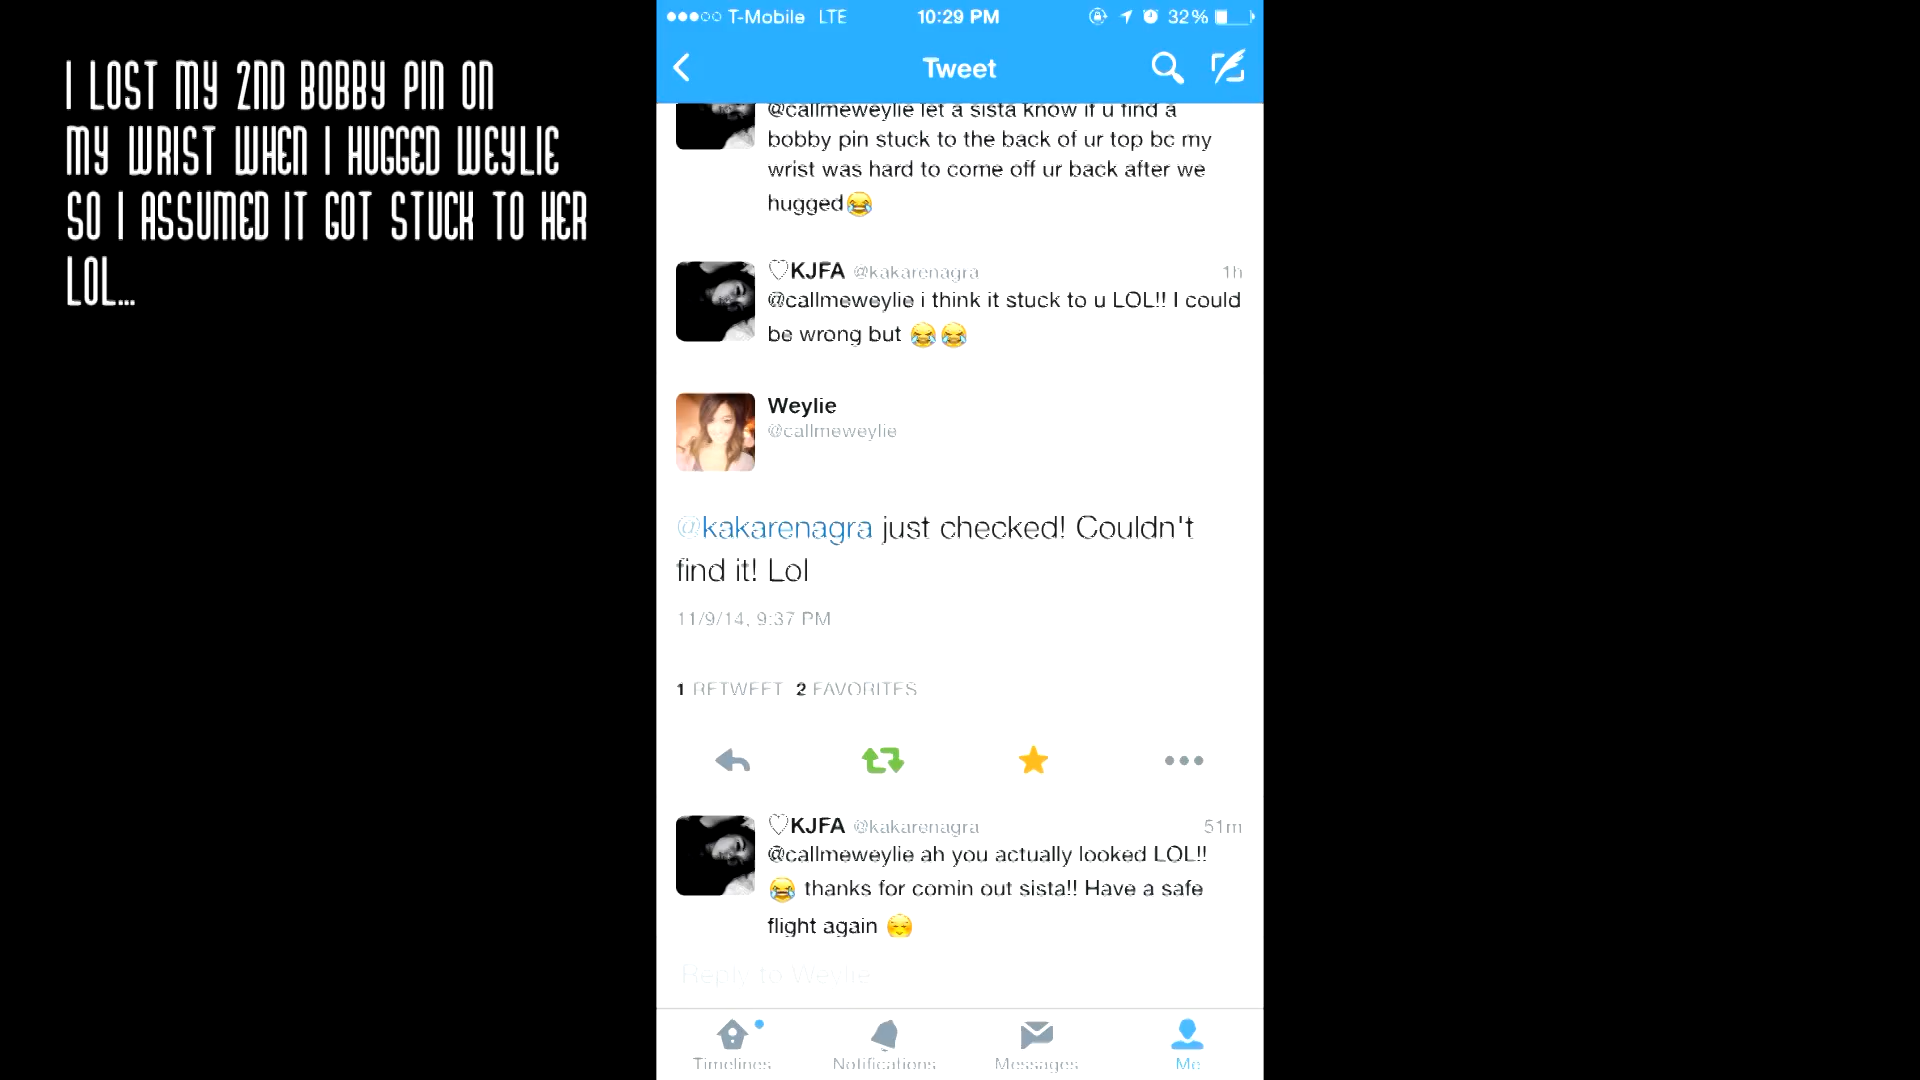 I LOST MY 2ND BOBBY PIN ON
MY WRIST WHEN I HUGGED WEYLIE
SO I ASSUMED IT GOT STUCK TO HER
LOL...
T-Mobile LTE 10:29 PM 32%
Tweet
@callmeweylie let a sista know if u find a
bobby pin stuck to the back of ur top bc my
wrist was hard to come off ur back after we
hugged😂
♡KJFA @kakarenagra 1h
@callmeweylie i think it stuck to u LOL!! I could
be wrong but 😂😂
Weylie
@callmeweylie
@kakarenagra just checked! Couldn't
find it! Lol
11/9/14, 9:37 PM
1 RETWEET 2 FAVORITES
♡KJFA @kakarenagra 51m
@callmeweylie ah you actually looked LOL!!
😂 thanks for comin out sista!! Have a safe
flight again 😊
Reply to Weylie
Timelines Notifications Messages Me